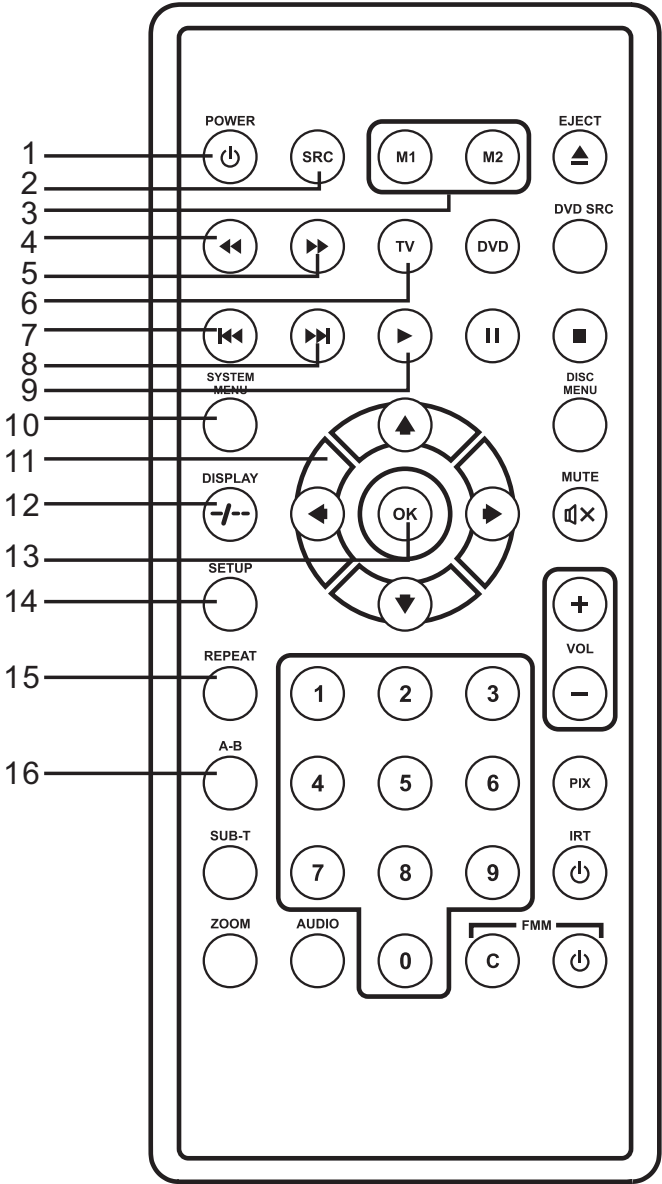 POWER
EJECT
1
SRC
M1
M2
2
3
DVD SRC
4
TV
DVD
5
6
7
8
9
SYSTEM
MENU
DISC
MENU
10
11
DISPLAY
MUTE
12
-/--
OK
13
SETUP
14
+
VOL
REPEAT
15
1
2
3
−
A-B
16
4
5
6
PIX
SUB-T
IRT
7
8
9
ZOOM
AUDIO
FMM
0
C